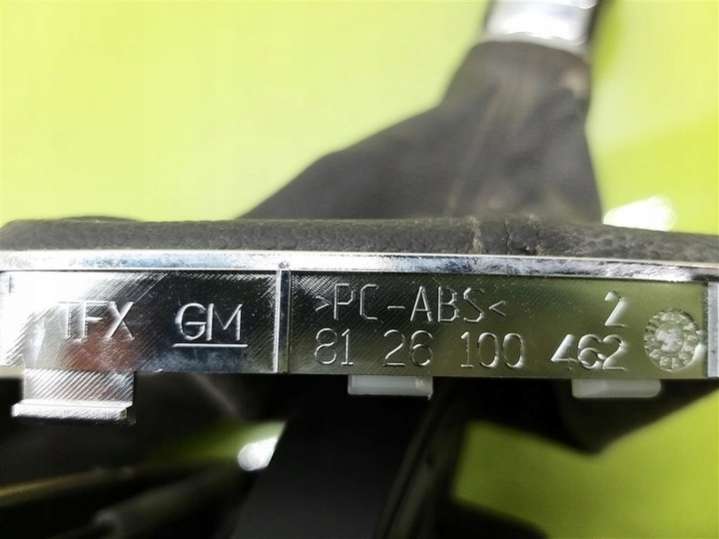 TFX GM
>PC-ABS< 2
81 26 100 462